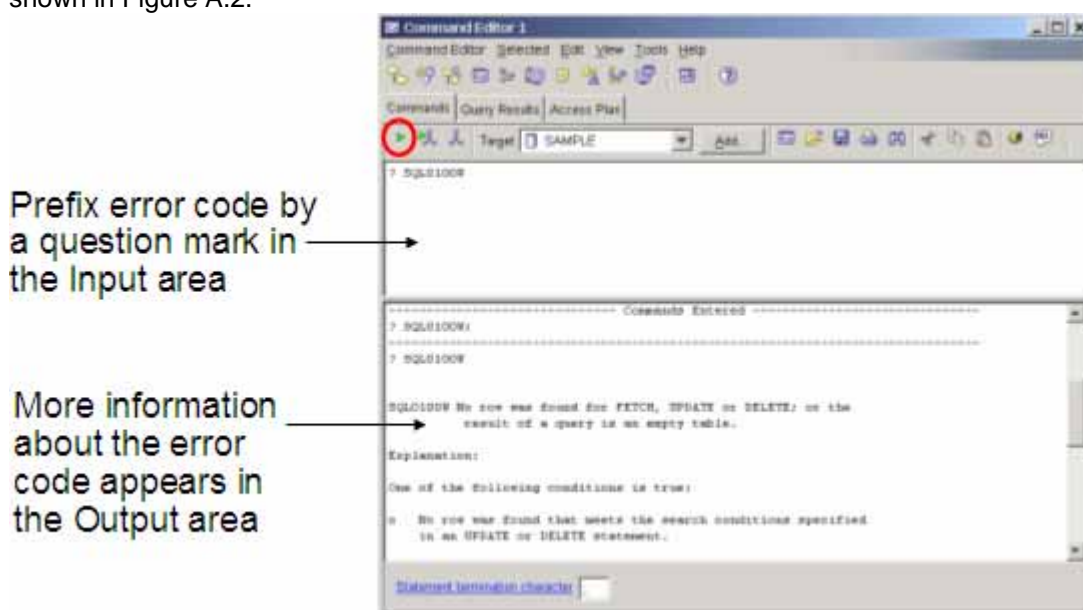 shown in Figure A.2.
Command Editor 1
Command Editor Selected Edit View Tools Help
Commands Query Results Access Plan
Target SAMPLE Add...
? SQL0100W
Prefix error code by
a question mark in
the Input area
---------------------------- Commands Entered ----------------------------
? SQL0100W;
--------------------------------------------------------------------------
? SQL0100W
SQL0100W No row was found for FETCH, UPDATE or DELETE; or the
result of a query is an empty table.
Explanation:
One of the following conditions is true:
o No row was found that meets the search conditions specified
in an UPDATE or DELETE statement.
More information
about the error
code appears in
the Output area
Statement termination character